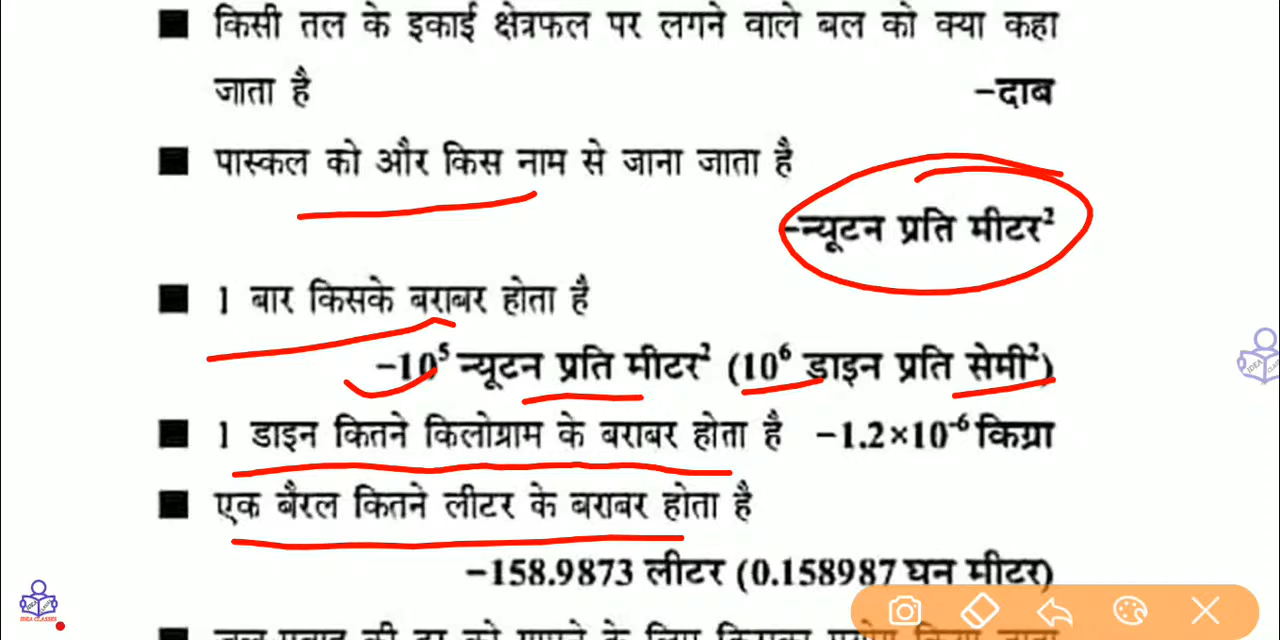 ■ किसी तल के इकाई क्षेत्रफल पर लगने वाले बल को क्या कहा
जाता है –दाब
■ पास्कल को और किस नाम से जाना जाता है
–न्यूटन प्रति मीटर²
■ 1 बार किसके बराबर होता है
–10⁵ न्यूटन प्रति मीटर² (10⁶ डाइन प्रति सेमी²)
■ 1 डाइन कितने किलोग्राम के बराबर होता है –1.2×10⁻⁶ किग्रा
■ एक बैरल कितने लीटर के बराबर होता है
–158.9873 लीटर (0.158987 घन मीटर)
IDEA CLASSES